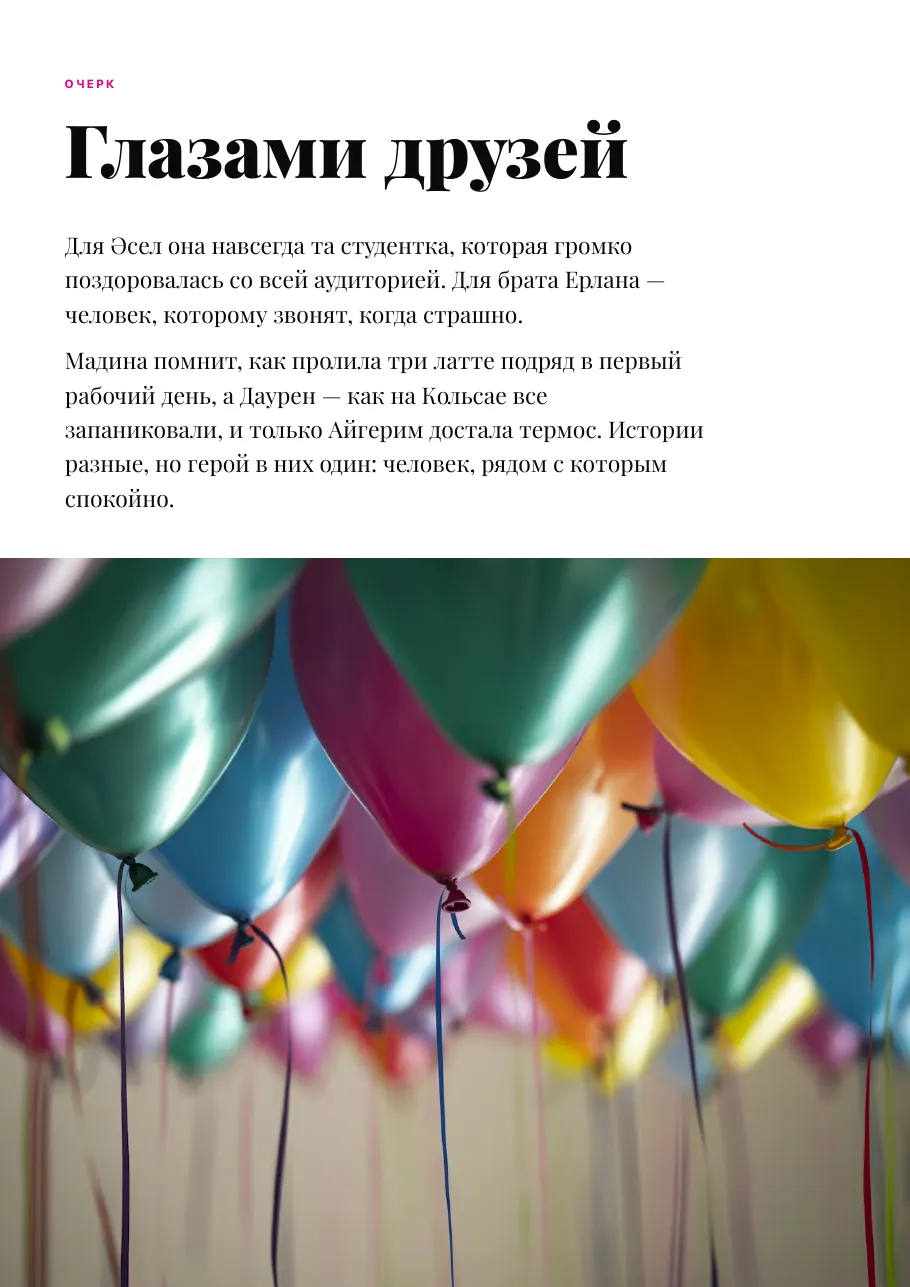 ОЧЕРК
Глазами друзей
Для Әсел она навсегда та студентка, которая громко
поздоровалась со всей аудиторией. Для брата Ерлана —
человек, которому звонят, когда страшно.
Мадина помнит, как пролила три латте подряд в первый
рабочий день, а Даурен — как на Кольсае все
запаниковали, и только Айгерим достала термос. Истории
разные, но герой в них один: человек, рядом с которым
спокойно.